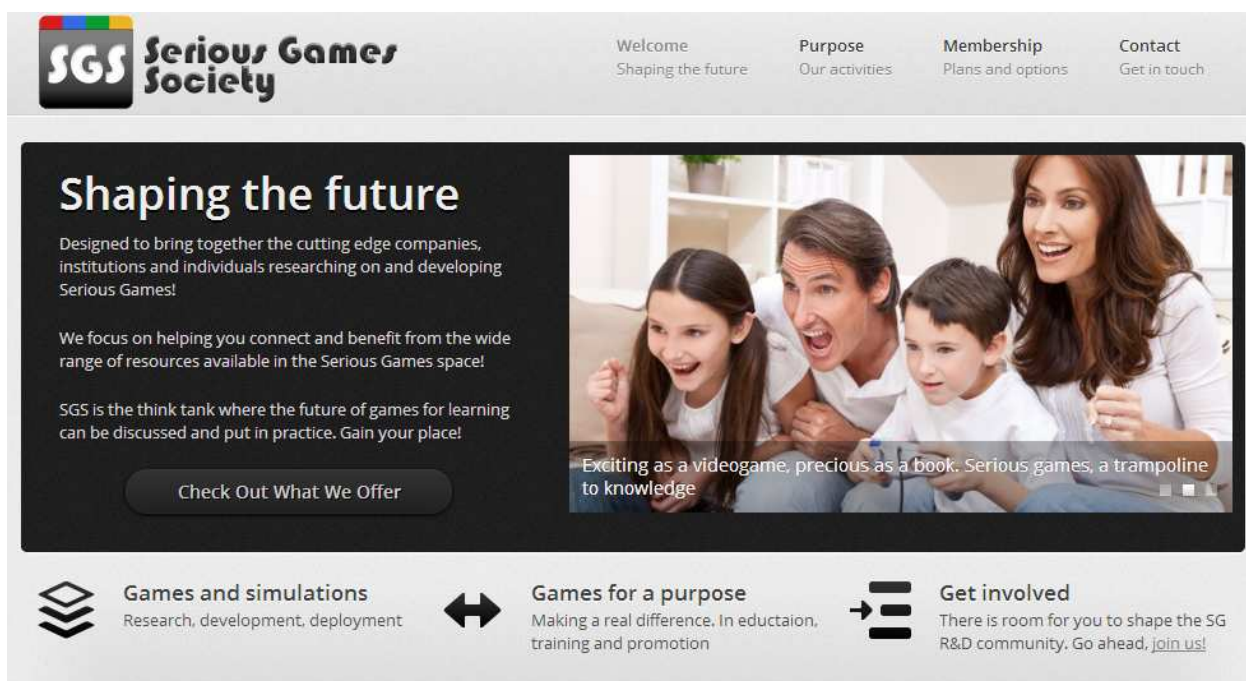 SGS
Serious Games
Society
Welcome
Shaping the future
Purpose
Our activities
Membership
Plans and options
Contact
Get in touch
Shaping the future
Designed to bring together the cutting edge companies,
institutions and individuals researching on and developing
Serious Games!
We focus on helping you connect and benefit from the wide
range of resources available in the Serious Games space!
SGS is the think tank where the future of games for learning
can be discussed and put in practice. Gain your place!
Check Out What We Offer
Exciting as a videogame, precious as a book. Serious games, a trampoline
to knowledge
Games and simulations
Research, development, deployment
Games for a purpose
Making a real difference. In eductaion,
training and promotion
Get involved
There is room for you to shape the SG
R&D community. Go ahead, join us!